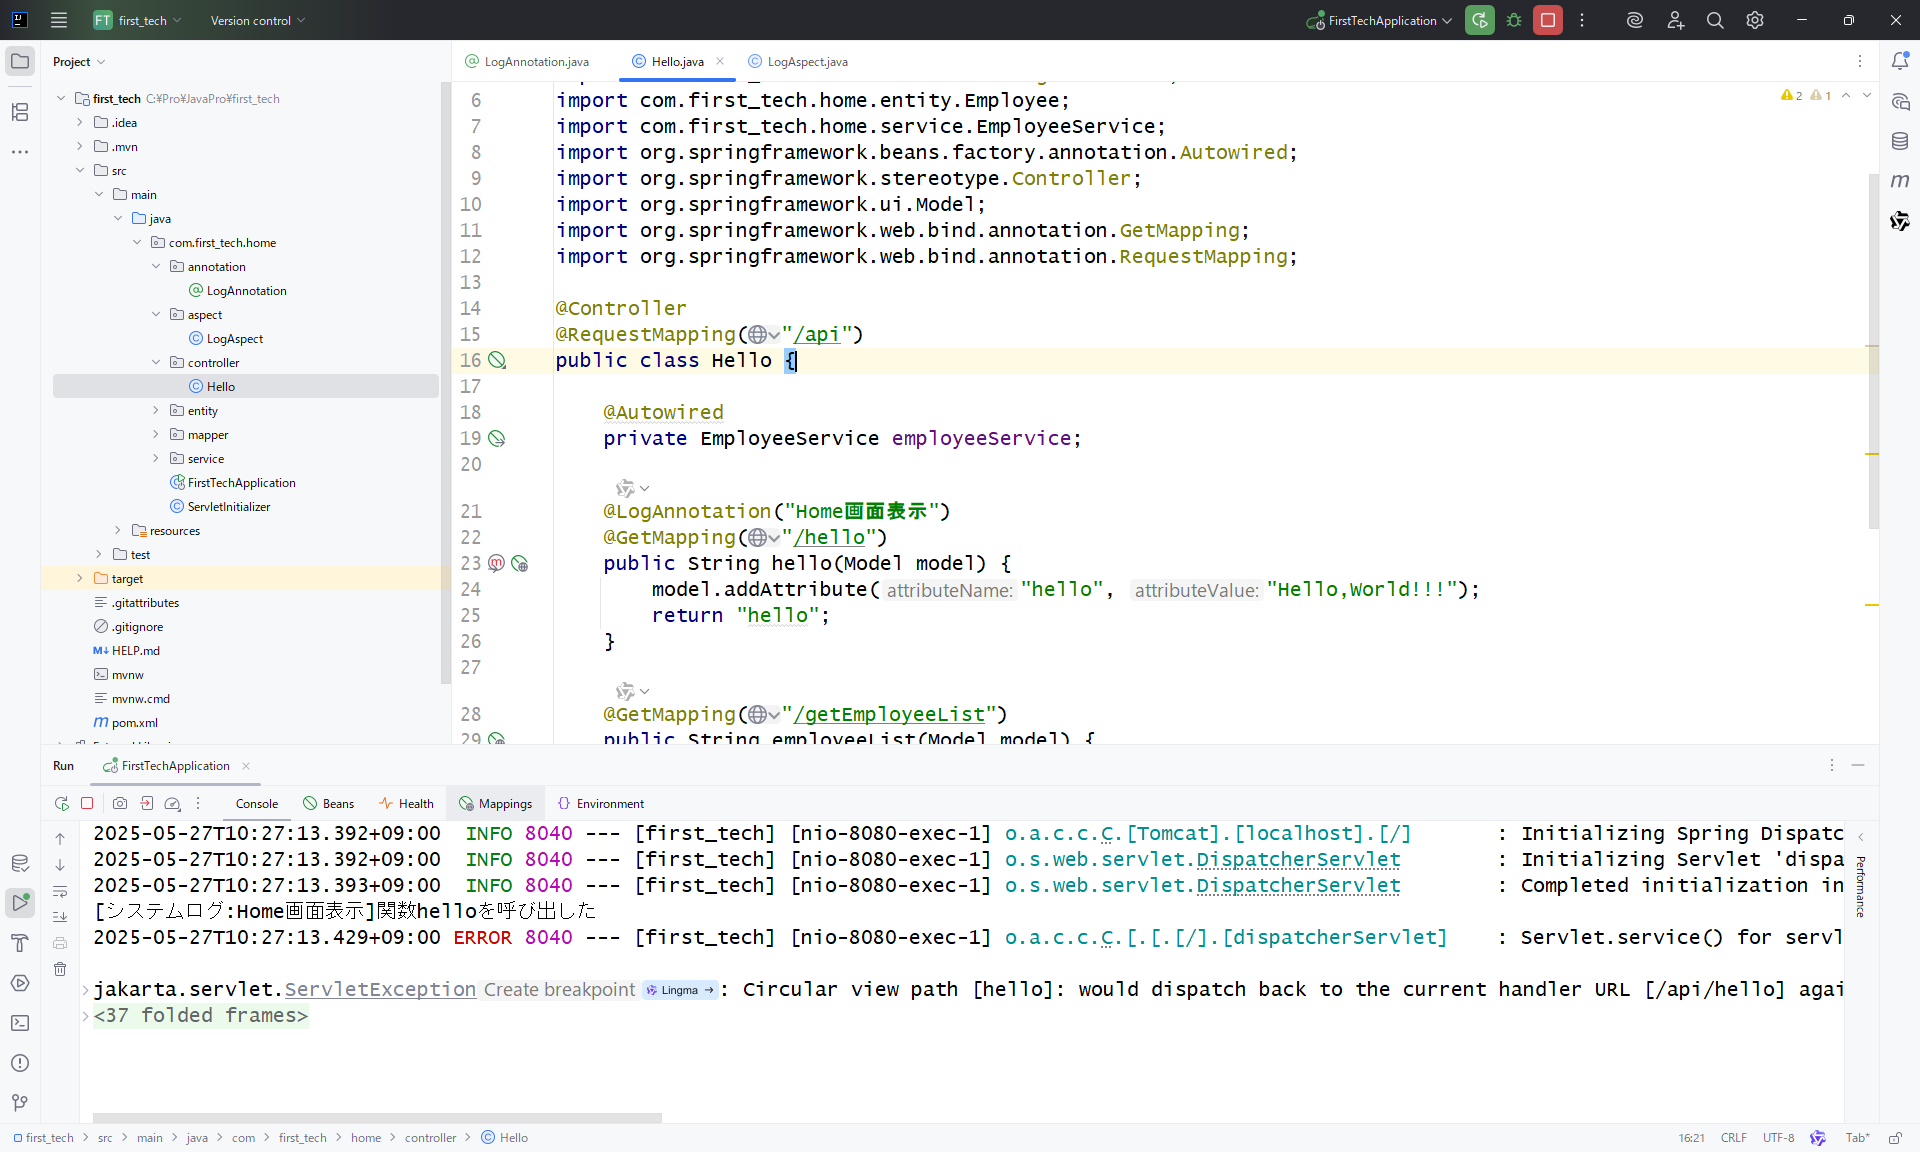 FT first_tech Version control FirstTechApplication
Project
LogAnnotation.java Hello.java LogAspect.java
first_tech C:¥Pro¥JavaPro¥first_tech
.idea
.mvn
src
main
java
com.first_tech.home
annotation
LogAnnotation
aspect
LogAspect
controller
Hello
entity
mapper
service
FirstTechApplication
ServletInitializer
resources
test
target
.gitattributes
.gitignore
M↓ HELP.md
mvnw
mvnw.cmd
m pom.xml
2 1
6 import com.first_tech.home.entity.Employee;
7 import com.first_tech.home.service.EmployeeService;
8 import org.springframework.beans.factory.annotation.Autowired;
9 import org.springframework.stereotype.Controller;
10 import org.springframework.ui.Model;
11 import org.springframework.web.bind.annotation.GetMapping;
12 import org.springframework.web.bind.annotation.RequestMapping;
13
14 @Controller
15 @RequestMapping("/api")
16 public class Hello {
17
18 @Autowired
19 private EmployeeService employeeService;
20
21 @LogAnnotation("Home画面表示")
22 @GetMapping("/hello")
23 public String hello(Model model) {
24 model.addAttribute( attributeName: "hello", attributeValue: "Hello,World!!!");
25 return "hello";
26 }
27
28 @GetMapping("/getEmployeeList")
29 public String employeeList(Model model) {
Run FirstTechApplication
Console Beans Health Mappings Environment
2025-05-27T10:27:13.392+09:00 INFO 8040 --- [first_tech] [nio-8080-exec-1] o.a.c.c.C.[Tomcat].[localhost].[/] : Initializing Spring Dispatc
2025-05-27T10:27:13.392+09:00 INFO 8040 --- [first_tech] [nio-8080-exec-1] o.s.web.servlet.DispatcherServlet : Initializing Servlet 'dispa
2025-05-27T10:27:13.393+09:00 INFO 8040 --- [first_tech] [nio-8080-exec-1] o.s.web.servlet.DispatcherServlet : Completed initialization in
[システムログ:Home画面表示]関数helloを呼び出した
2025-05-27T10:27:13.429+09:00 ERROR 8040 --- [first_tech] [nio-8080-exec-1] o.a.c.c.C.[.[.[/].[dispatcherServlet] : Servlet.service() for servl
jakarta.servlet.ServletException Create breakpoint Lingma → : Circular view path [hello]: would dispatch back to the current handler URL [/api/hello] agai
<37 folded frames>
Performance
first_tech > src > main > java > com > first_tech > home > controller > Hello
16:21 CRLF UTF-8 Tab*